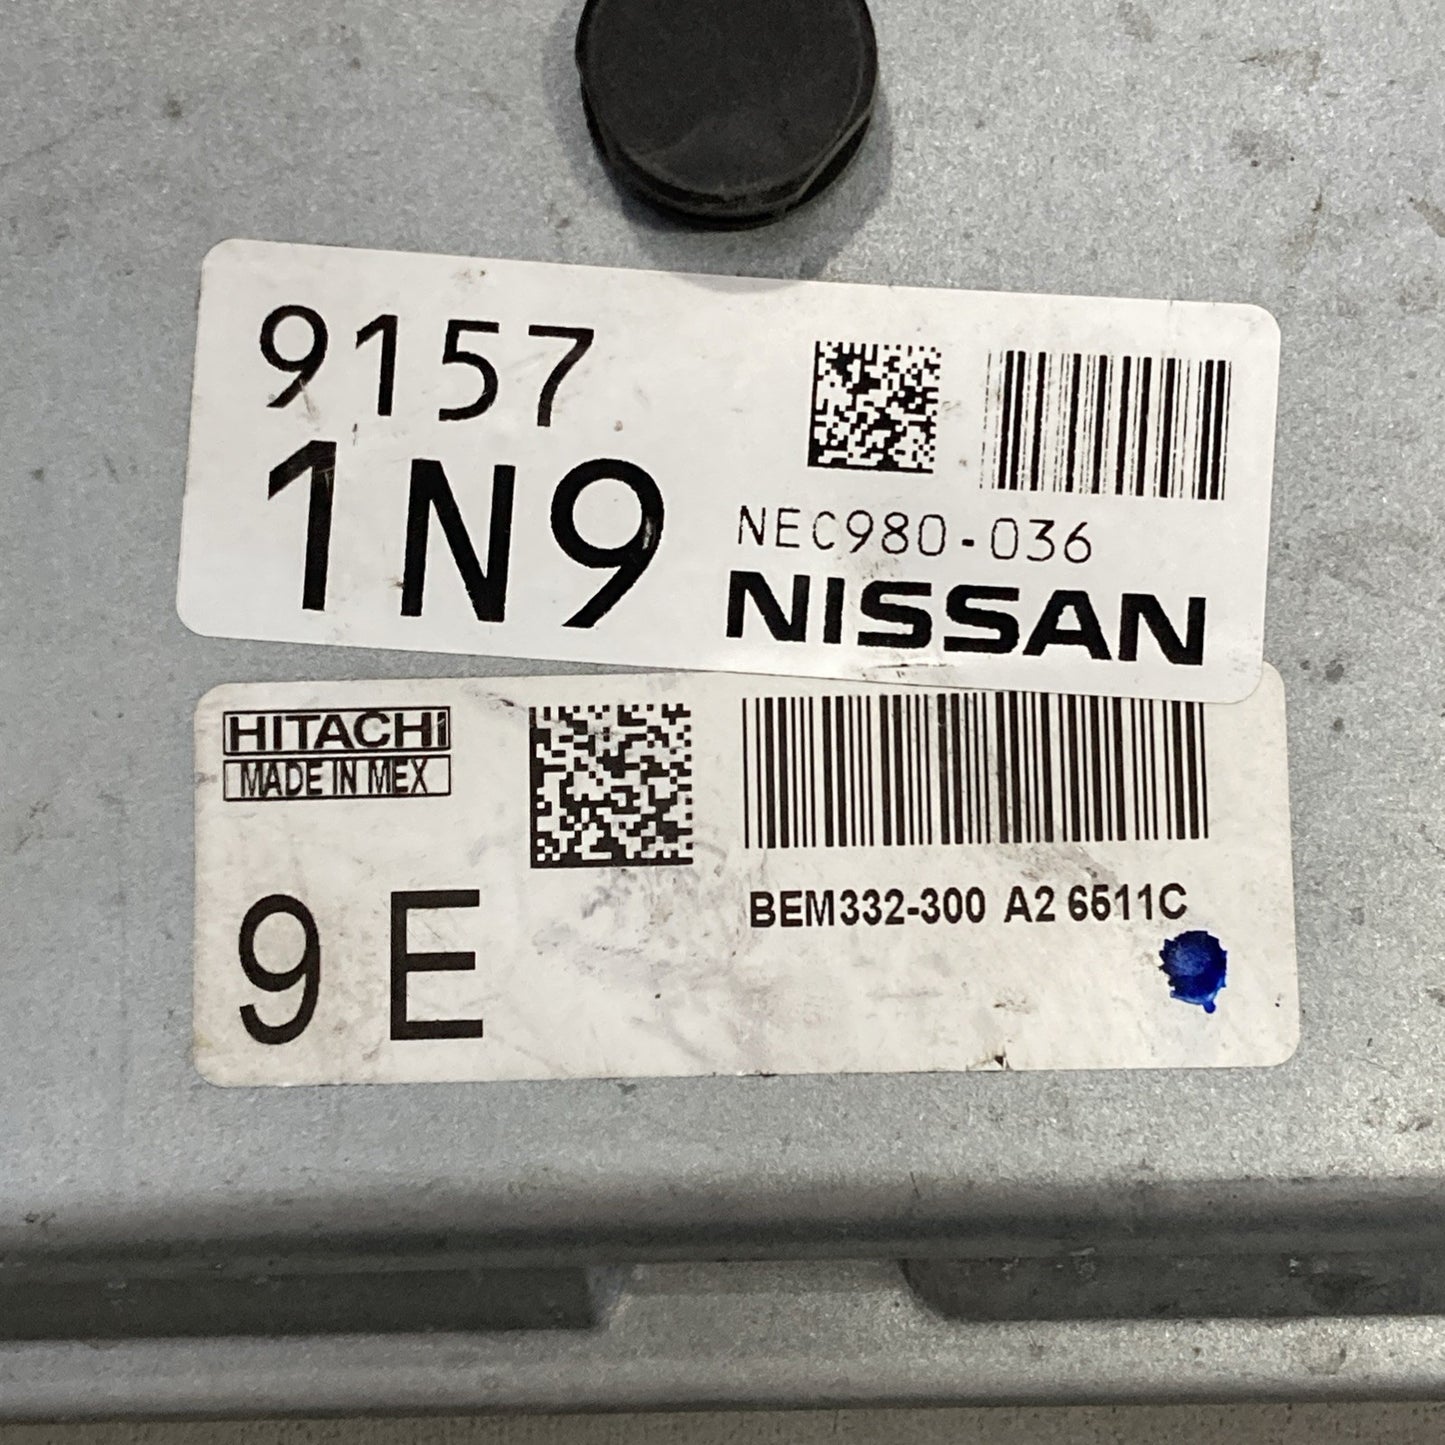 9157
1N9
NEC980-036
NISSAN
HITACHI
MADE IN MEX
9 E
BEM332-300 A2 6511C